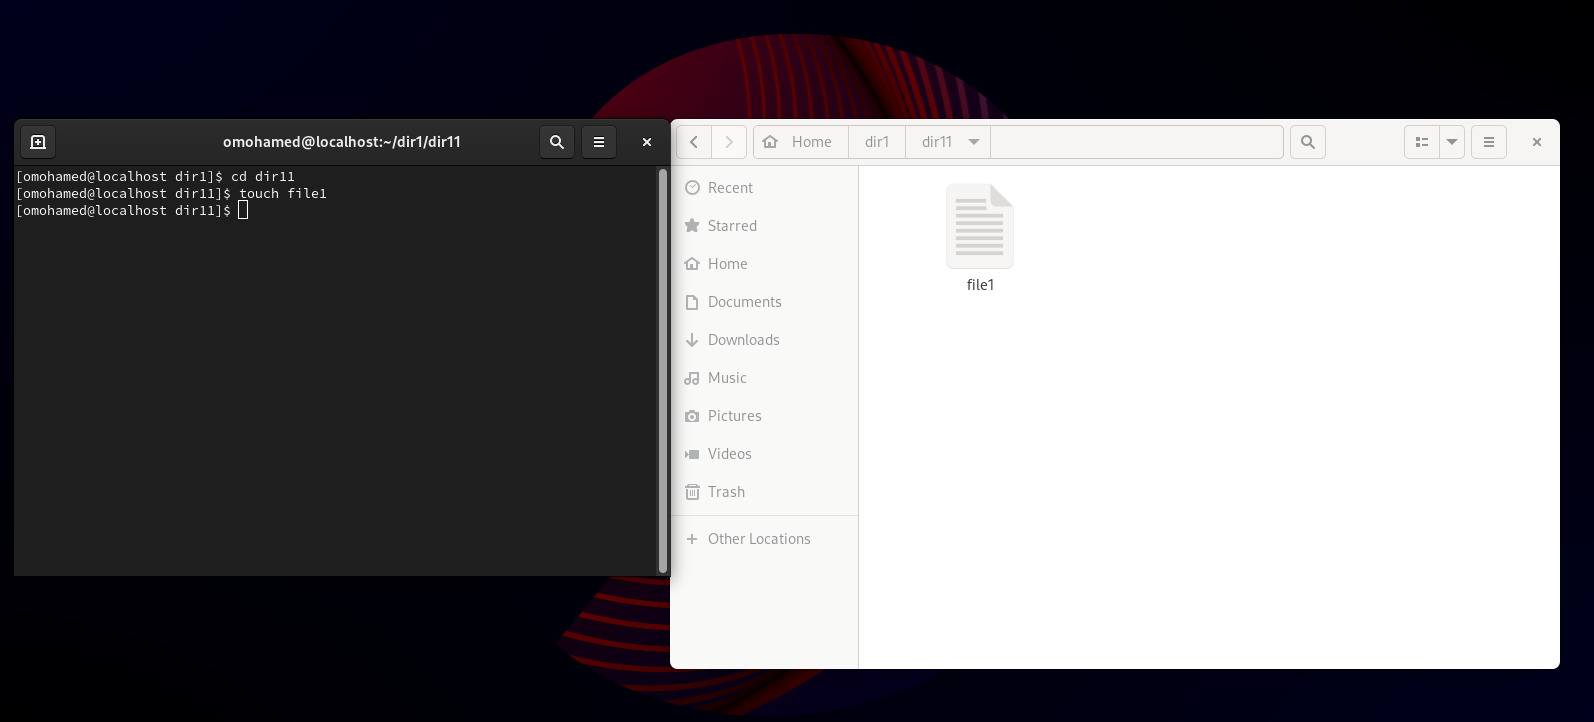 omohamed@localhost:~/dir1/dir11
[omohamed@localhost dir1]$ cd dir11
[omohamed@localhost dir11]$ touch file1
[omohamed@localhost dir11]$
Home dir1 dir11
Recent
Starred
Home
Documents
Downloads
Music
Pictures
Videos
Trash
Other Locations
file1